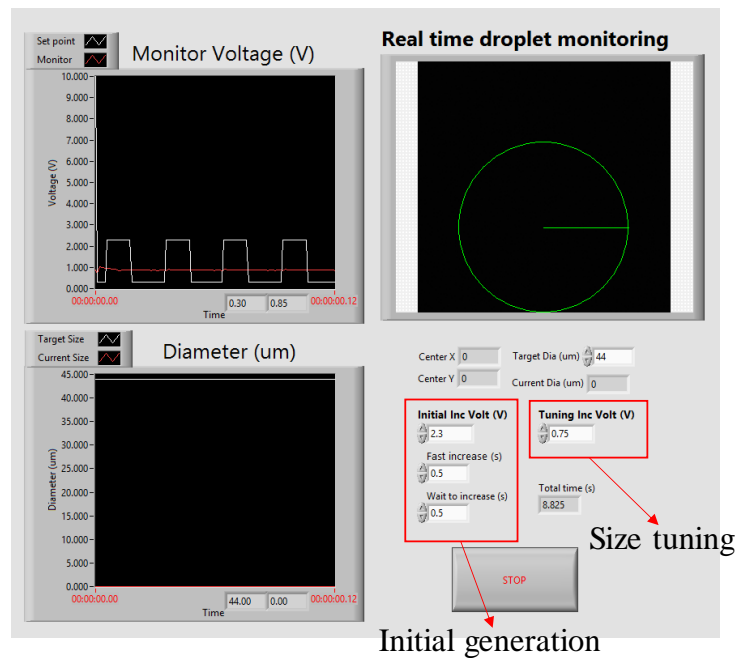 Set point
Monitor
Monitor Voltage (V)
10.000
9.000
8.000
7.000
6.000
5.000
4.000
3.000
2.000
1.000
0.000
Voltage (V)
00:00:00.00
0.30
0.85
00:00:00.12
Time
Real time droplet monitoring
Target Size
Current Size
Diameter (um)
45.000
40.000
35.000
30.000
25.000
20.000
15.000
10.000
5.000
0.000
Diameter (um)
00:00:00.00
44.00
0.00
00:00:00.12
Time
Center X 0
Target Dia (um) 44
Center Y 0
Current Dia (um) 0
Initial Inc Volt (V)
2.3
Fast increase (s)
0.5
Wait to increase (s)
0.5
Tuning Inc Volt (V)
0.75
Total time (s)
8.825
STOP
Size tuning
Initial generation